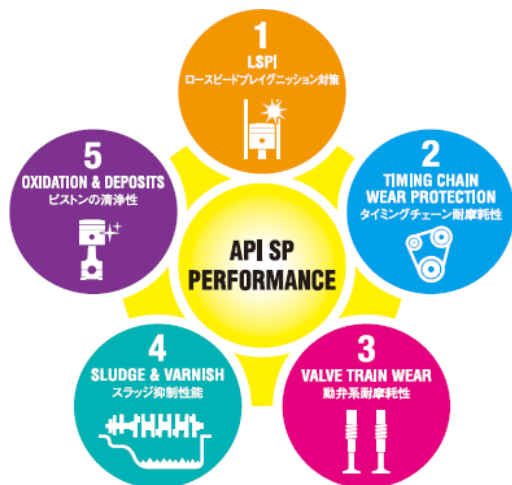 1
LSPI
ロースピードプレイグニッション対策
2
TIMING CHAIN
WEAR PROTECTION
タイミングチェーン耐摩耗性
3
VALVE TRAIN WEAR
動弁系耐摩耗性
4
SLUDGE & VARNISH
スラッジ抑制性能
5
OXIDATION & DEPOSITS
ピストンの清浄性
API SP
PERFORMANCE